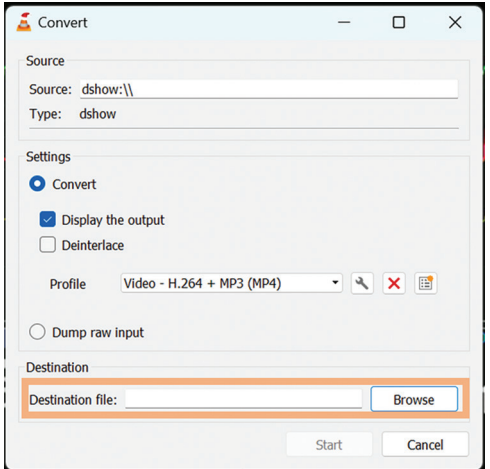 Convert
Source
Source: dshow:\\
Type: dshow
Settings
Convert
Display the output
Deinterlace
Profile Video - H.264 + MP3 (MP4)
Dump raw input
Destination
Destination file: Browse
Start Cancel